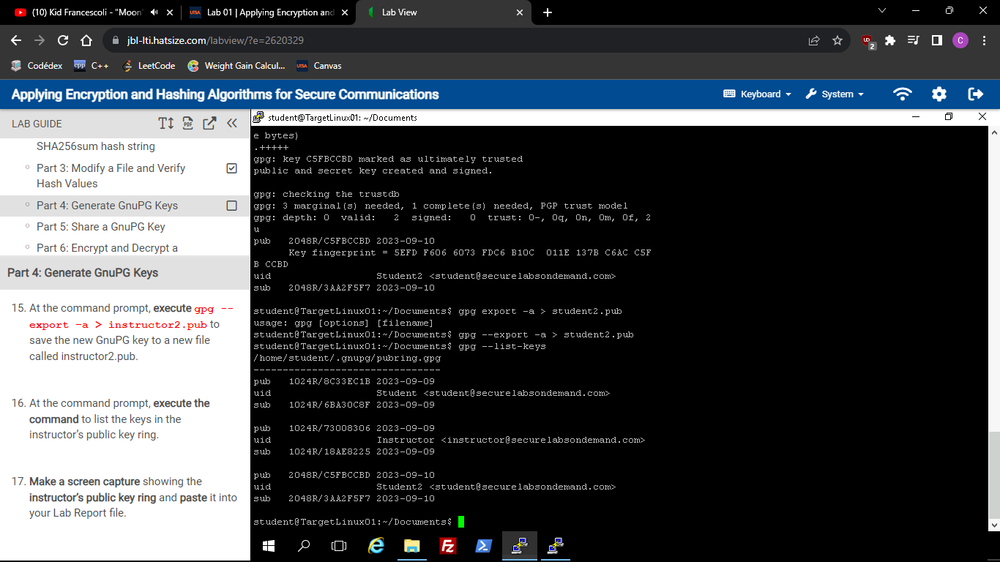 (10) Kid Francescoli - "Moon"
UTSA Lab 01 | Applying Encryption and
Lab View
jbl-lti.hatsize.com/labview/?e=2620329
UD
2
C
Codédex
cpp C++
LeetCode
Weight Gain Calcul...
UTSA Canvas
Applying Encryption and Hashing Algorithms for Secure Communications
Keyboard
System
LAB GUIDE
PDF
SHA256sum hash string
Part 3: Modify a File and Verify
Hash Values
Part 4: Generate GnuPG Keys
Part 5: Share a GnuPG Key
Part 6: Encrypt and Decrypt a
Part 4: Generate GnuPG Keys
15. At the command prompt, execute gpg --
export -a > instructor2.pub to
save the new GnuPG key to a new file
called instructor2.pub.
16. At the command prompt, execute the
command to list the keys in the
instructor's public key ring.
17. Make a screen capture showing the
instructor's public key ring and paste it into
your Lab Report file.
student@TargetLinux01: ~/Documents
e bytes)
.+++++
gpg: key C5FBCCBD marked as ultimately trusted
public and secret key created and signed.
gpg: checking the trustdb
gpg: 3 marginal(s) needed, 1 complete(s) needed, PGP trust model
gpg: depth: 0  valid:   2  signed:   0  trust: 0-, 0q, 0n, 0m, 0f, 2
u
pub   2048R/C5FBCCBD 2023-09-10
Key fingerprint = 5EFD F606 6073 FDC6 B10C  011E 137B C6AC C5F
B CCBD
uid                  Student2 <student@securelabsondemand.com>
sub   2048R/3AA2F5F7 2023-09-10
student@TargetLinux01:~/Documents$ gpg export -a > student2.pub
usage: gpg [options] [filename]
student@TargetLinux01:~/Documents$ gpg --export -a > student2.pub
student@TargetLinux01:~/Documents$ gpg --list-keys
/home/student/.gnupg/pubring.gpg
--------------------------------
pub   1024R/8C33EC1B 2023-09-09
uid                  Student <student@securelabsondemand.com>
sub   1024R/6BA30C8F 2023-09-09
pub   1024R/73008306 2023-09-09
uid                  Instructor <instructor@securelabsondemand.com>
sub   1024R/18AE8225 2023-09-09
pub   2048R/C5FBCCBD 2023-09-10
uid                  Student2 <student@securelabsondemand.com>
sub   2048R/3AA2F5F7 2023-09-10
student@TargetLinux01:~/Documents$